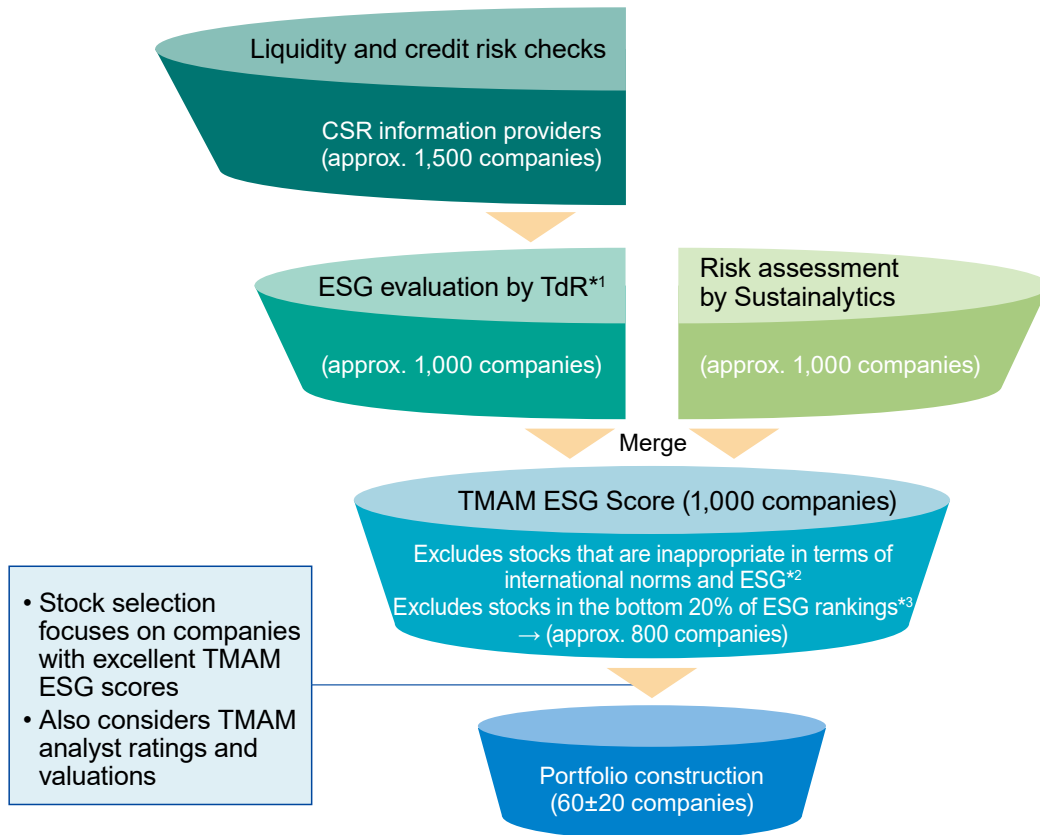 Liquidity and credit risk checks
CSR information providers
(approx. 1,500 companies)
ESG evaluation by TdR*1
(approx. 1,000 companies)
Risk assessment
by Sustainalytics
(approx. 1,000 companies)
Merge
TMAM ESG Score (1,000 companies)
Excludes stocks that are inappropriate in terms of
international norms and ESG*2
Excludes stocks in the bottom 20% of ESG rankings*3
→ (approx. 800 companies)
• Stock selection
focuses on companies
with excellent TMAM
ESG scores
• Also considers TMAM
analyst ratings and
valuations
Portfolio construction
(60±20 companies)